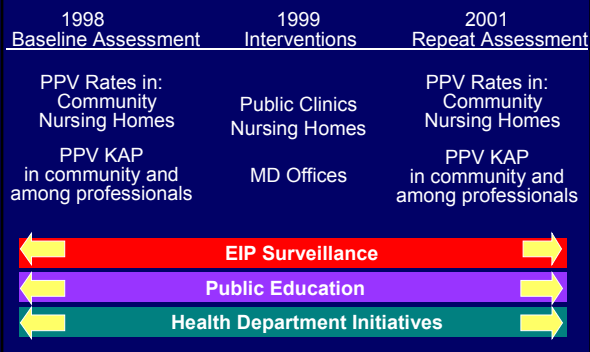 1998
Baseline Assessment
PPV Rates in:
Community
Nursing Homes
PPV KAP
in community and
among professionals
1999
Interventions
Public Clinics
Nursing Homes
MD Offices
2001
Repeat Assessment
PPV Rates in:
Community
Nursing Homes
PPV KAP
in community and
among professionals
EIP Surveillance
Public Education
Health Department Initiatives